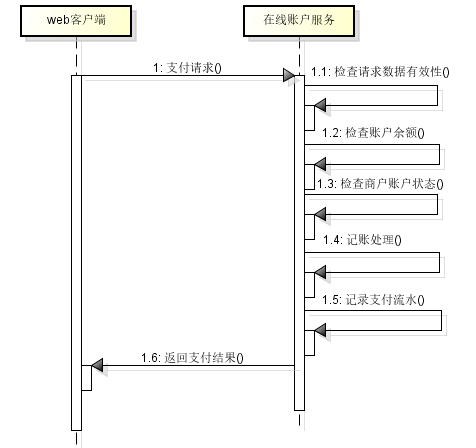 web客户端
在线账户服务
1: 支付请求()
1.1: 检查请求数据有效性()
1.2: 检查账户余额()
1.3: 检查商户账户状态()
1.4: 记账处理()
1.5: 记录支付流水()
1.6: 返回支付结果()